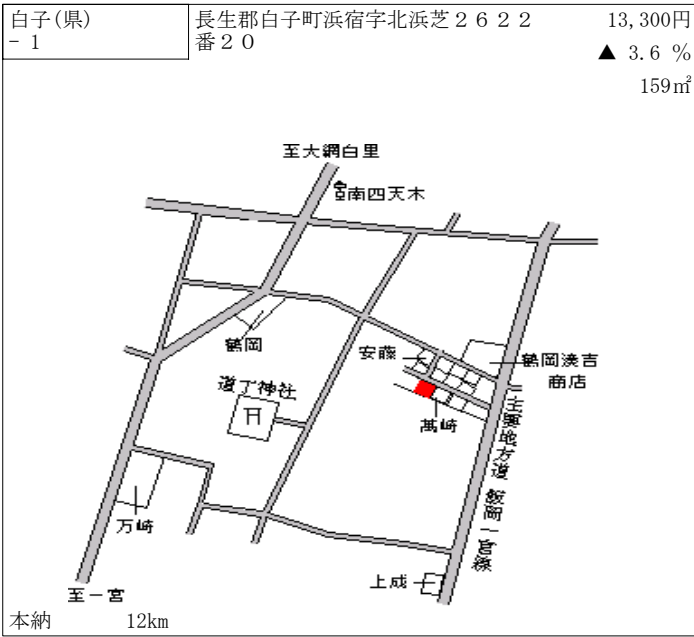 白子(県)
- 1
長生郡白子町浜宿字北浜芝２６２２
番２０
13,300円
▲ 3.6 %
159㎡
至大網白里
南四天木
鶴岡
安藤
鶴岡湊吉
商店
道了神社
萬崎
主要地方道 飯岡一宮線
万崎
上成
至一宮
本納 12km